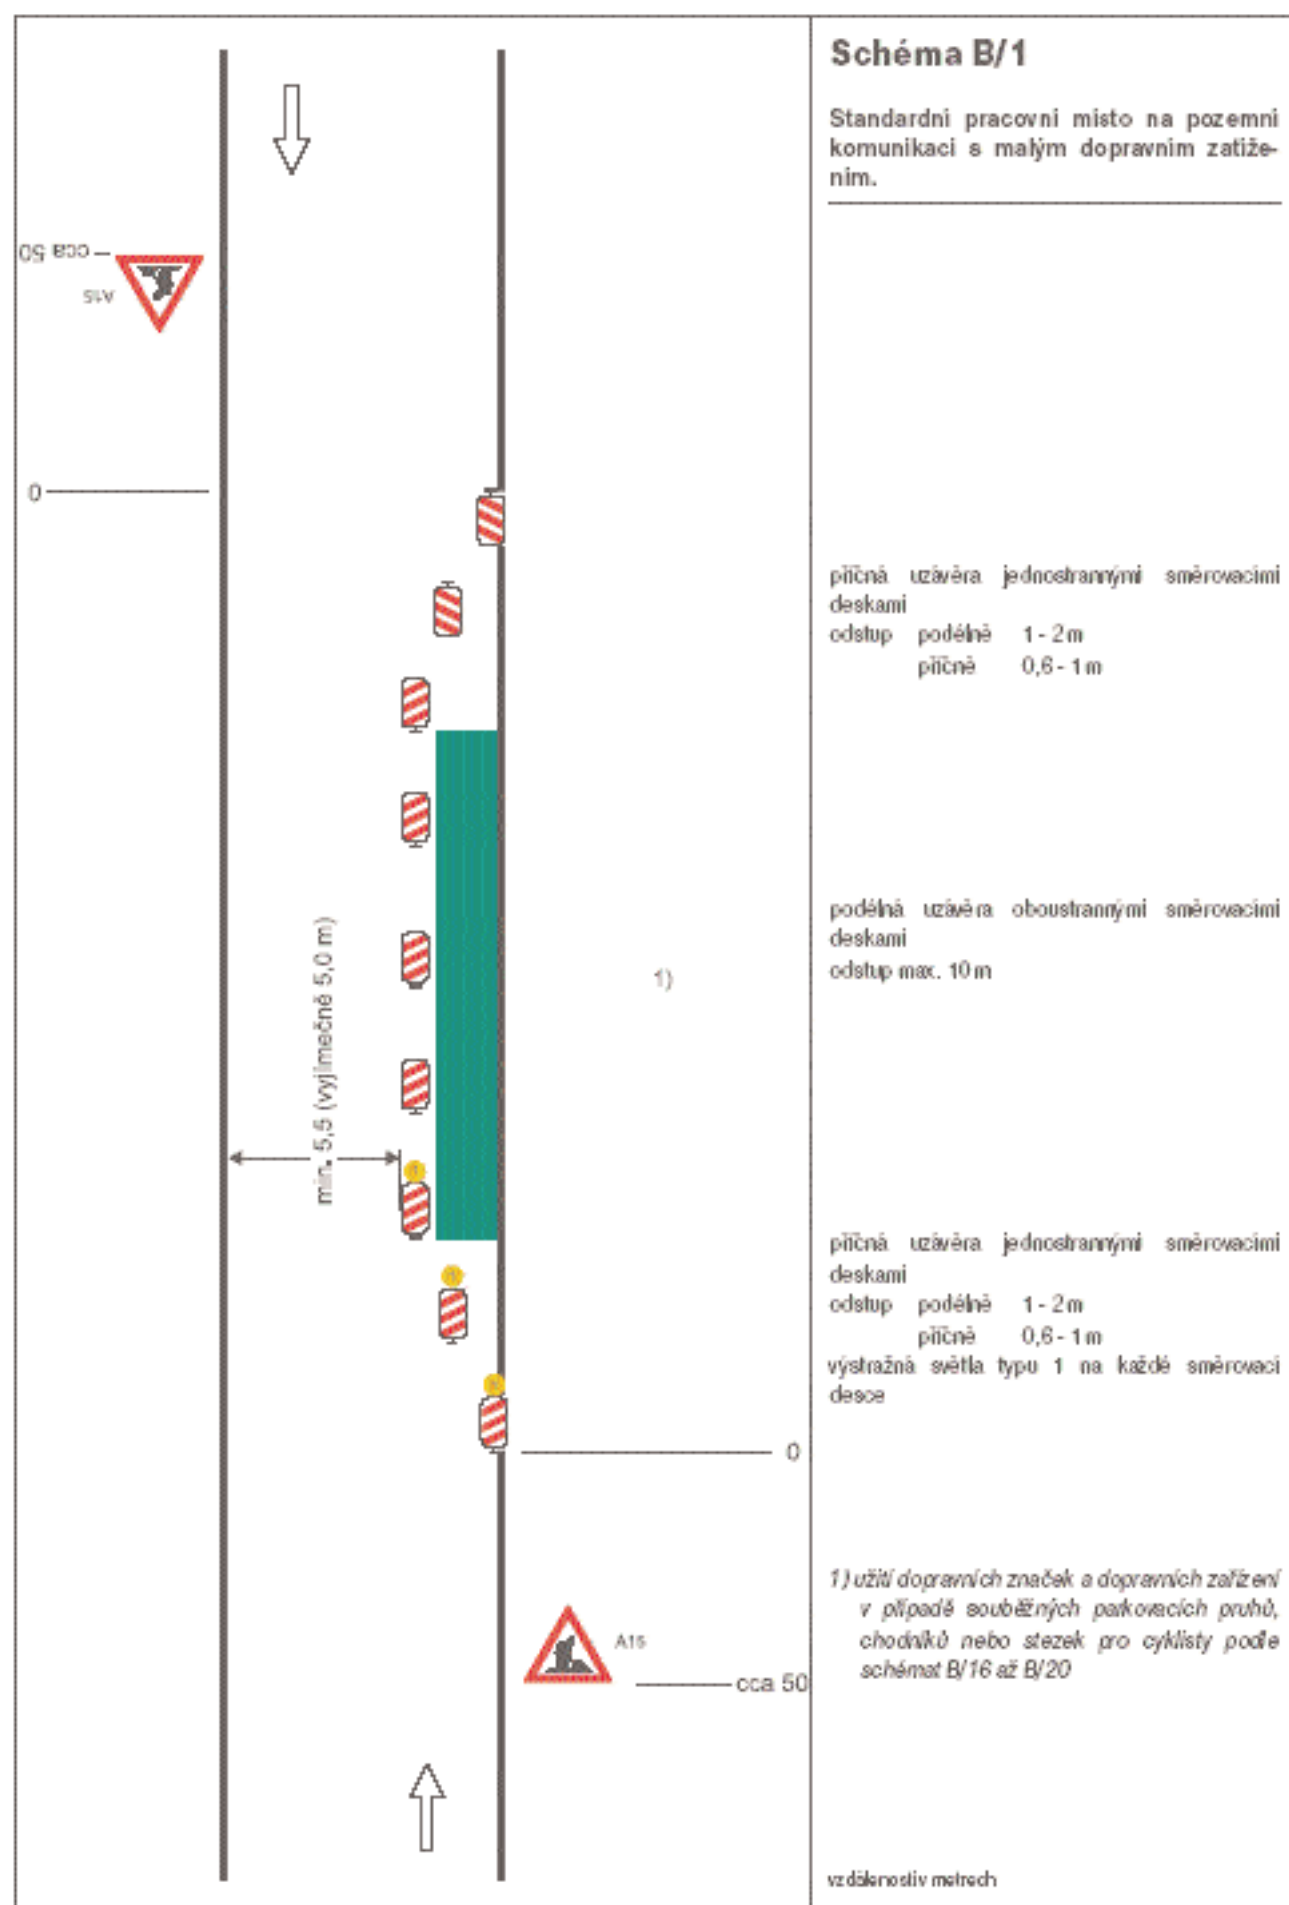 Schéma B/1
Standardní pracovní místo na pozemní
komunikaci s malým dopravním zatíže-
ním.
cca 50
A15
0
příčná uzávěra jednostrannými směrovacími
deskami
odstup podélně 1 - 2 m
příčně 0,6 - 1 m
podélná uzávěra oboustrannými směrovacími
deskami
odstup max. 10 m
min. 5,5 (vyjímečně 5,0 m)
1)
příčná uzávěra jednostrannými směrovacími
deskami
odstup podélně 1 - 2 m
příčně 0,6 - 1 m
výstražná světla typu 1 na každé směrovací
desce
0
1) užití dopravních značek a dopravních zařízení
v případě souběžných parkovacích pruhů,
chodníků nebo stezek pro cyklisty podle
schémat B/16 až B/20
A15
cca 50
vzdálenosti v metrech